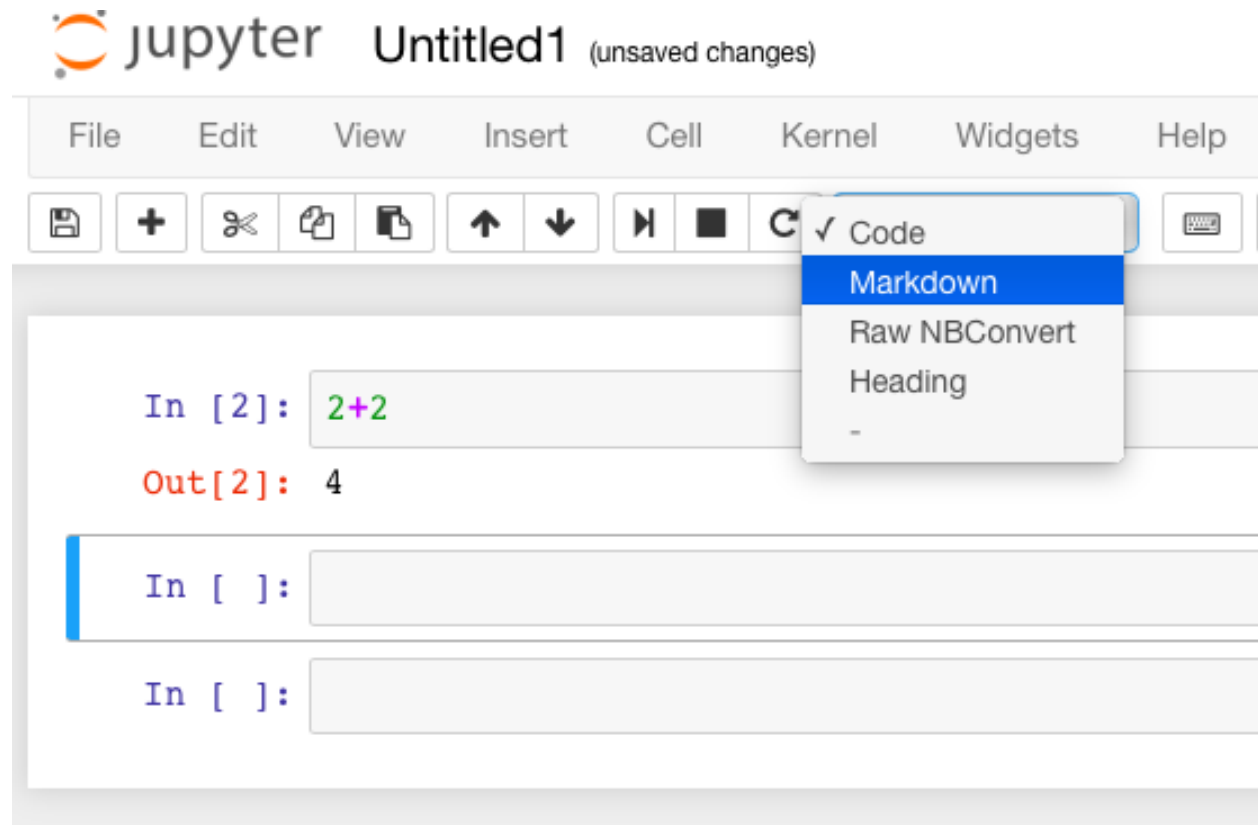 jupyter Untitled1 (unsaved changes)
File Edit View Insert Cell Kernel Widgets Help
✓ Code
Markdown
Raw NBConvert
Heading
-
In [2]: 2+2
Out[2]: 4
In [ ]:
In [ ]: